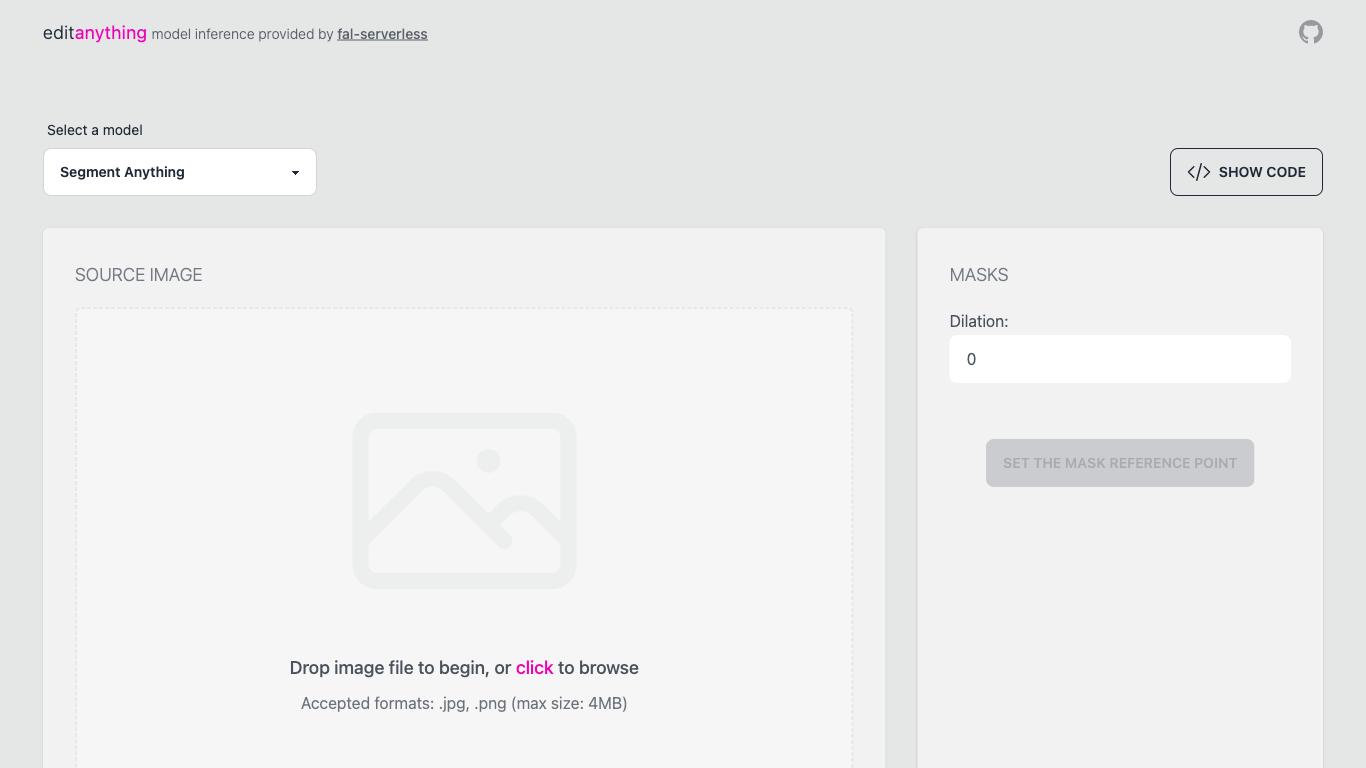 editanything model inference provided by fal-serverless
Select a model
Segment Anything
</> SHOW CODE
SOURCE IMAGE
Drop image file to begin, or click to browse
Accepted formats: .jpg, .png (max size: 4MB)
MASKS
Dilation:
0
SET THE MASK REFERENCE POINT